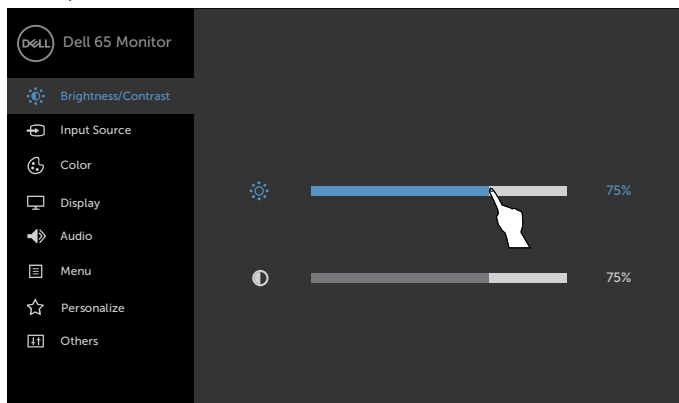 DELL Dell 65 Monitor
Brightness/Contrast
Input Source
Color
Display
Audio
Menu
Personalize
Others
75%
75%